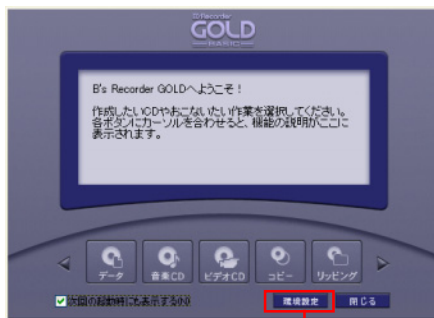 B's Recorder
GOLD
BASIC
B's Recorder GOLDへようこそ！
作成したいCDやおこないたい作業を選択してください。
各ボタンにカーソルを合わせると、機能の説明がここに
表示されます。
データ
音楽CD
ビデオCD
コピー
リッピング
次回の起動時にも表示する(X)
環境設定
閉じる